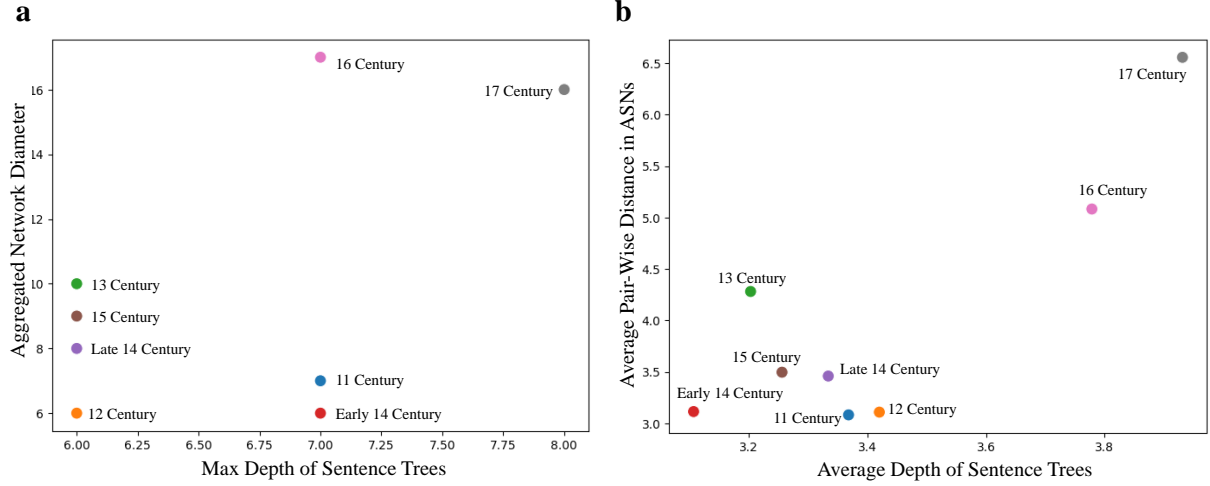 a
Aggregated Network Diameter
16
14
12
10
8
6
16 Century
17 Century
13 Century
15 Century
Late 14 Century
11 Century
12 Century
Early 14 Century
6.00 6.25 6.50 6.75 7.00 7.25 7.50 7.75 8.00
Max Depth of Sentence Trees
b
Average Pair-Wise Distance in ASNs
6.5
6.0
5.5
5.0
4.5
4.0
3.5
3.0
17 Century
16 Century
13 Century
15 Century
Late 14 Century
Early 14 Century
11 Century
12 Century
3.2 3.4 3.6 3.8
Average Depth of Sentence Trees